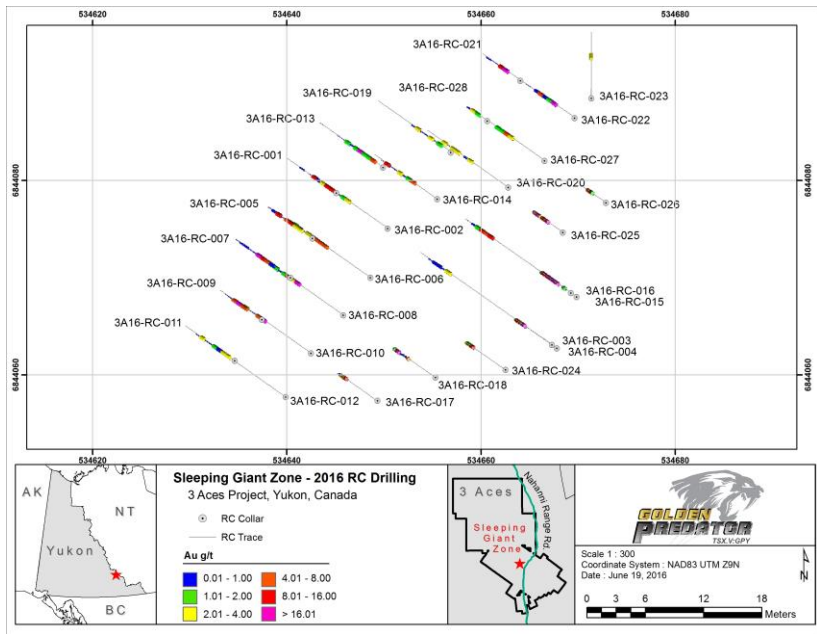 534620
534640
534660
534680
3A16-RC-021
3A16-RC-023
3A16-RC-028
3A16-RC-019
3A16-RC-022
3A16-RC-013
3A16-RC-027
3A16-RC-001
6844080
6844080
3A16-RC-020
3A16-RC-014
3A16-RC-026
3A16-RC-005
3A16-RC-002
3A16-RC-025
3A16-RC-007
3A16-RC-006
3A16-RC-016
3A16-RC-015
3A16-RC-009
3A16-RC-008
3A16-RC-011
3A16-RC-003
3A16-RC-010
3A16-RC-004
3A16-RC-018
3A16-RC-024
6844060
6844060
3A16-RC-012
3A16-RC-017
534620
534640
534660
534680
AK
NT
Yukon
BC
Sleeping Giant Zone - 2016 RC Drilling
3 Aces Project, Yukon, Canada
RC Collar
RC Trace
Au g/t
0.01 - 1.00
1.01 - 2.00
2.01 - 4.00
4.01 - 8.00
8.01 - 16.00
> 16.01
3 Aces
Nahanni Range Rd.
Sleeping
Giant
Zone
GOLDEN
PREDATOR
TSX.V:GPY
Scale 1 : 300
Coordinate System : NAD83 UTM Z9N
Date : June 19, 2016
0 3 6 12 18
Meters